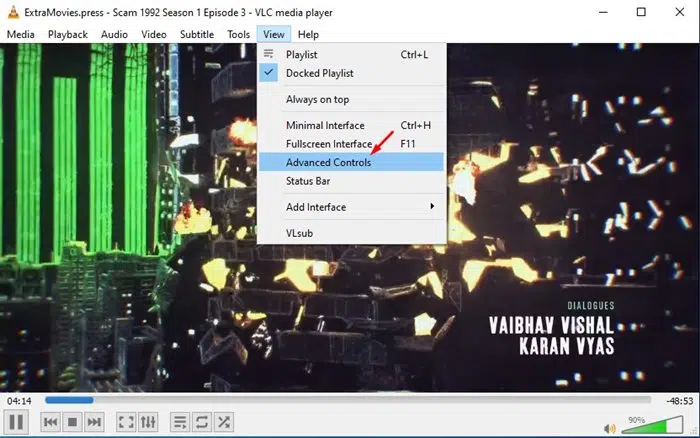 ExtraMovies.press - Scam 1992 Season 1 Episode 3 - VLC media player
Media Playback Audio Video Subtitle Tools View Help
Playlist Ctrl+L
Docked Playlist
Always on top
Minimal Interface Ctrl+H
Fullscreen Interface F11
Advanced Controls
Status Bar
Add Interface
VLsub
DIALOGUES
VAIBHAV VISHAL
KARAN VYAS
04:14 -48:53
90%